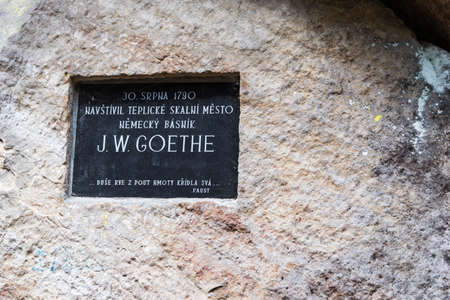 30. SRPNA 1790
NAVŠTÍVIL TEPLICKÉ SKALNÍ MĚSTO
NĚMECKÝ BÁSNÍK
J. W. GOETHE
... DUŠE RVE Z POUT HMOTY KŘÍDLA SVÁ ...
FAUST